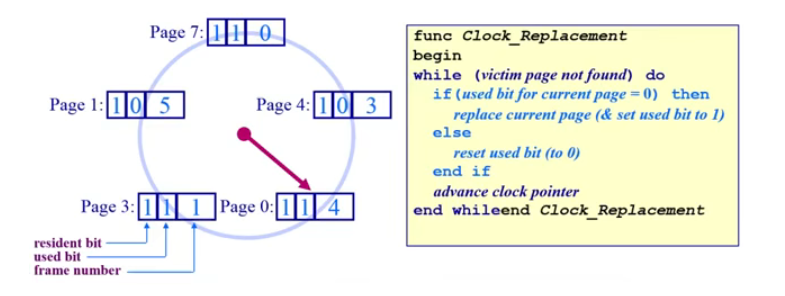 Page 7: 1 1 0
Page 1: 1 0 5
Page 4: 1 0 3
Page 3: 1 1 1
Page 0: 1 1 4
resident bit
used bit
frame number
func Clock_Replacement
begin
while (victim page not found) do
if(used bit for current page = 0) then
replace current page (& set used bit to 1)
else
reset used bit (to 0)
end if
advance clock pointer
end whileend Clock_Replacement